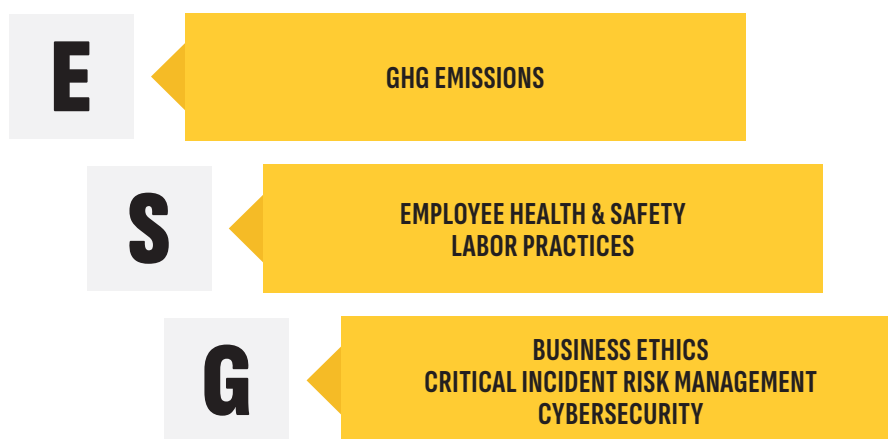 E
GHG EMISSIONS
S
EMPLOYEE HEALTH & SAFETY
LABOR PRACTICES
G
BUSINESS ETHICS
CRITICAL INCIDENT RISK MANAGEMENT
CYBERSECURITY